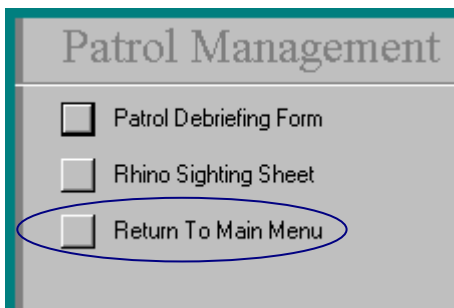 Patrol Management
Patrol Debriefing Form
Rhino Sighting Sheet
Return To Main Menu